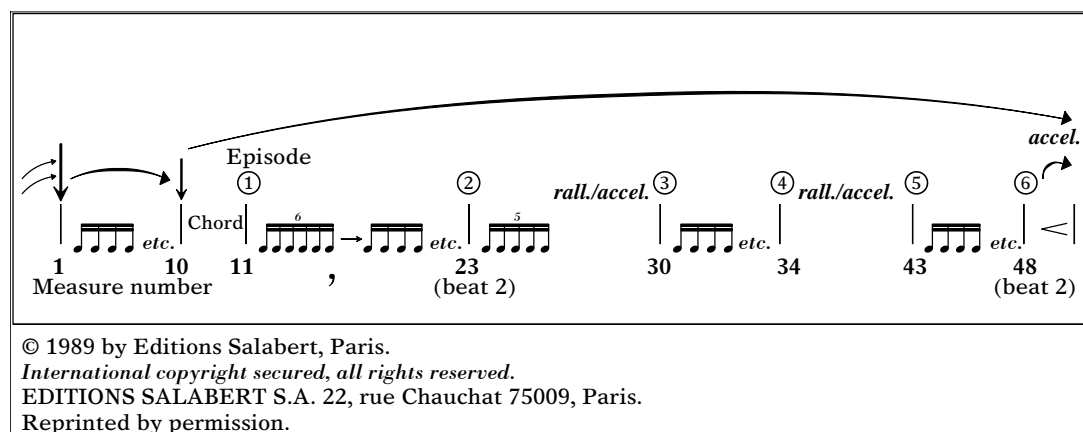 accel.
Episode
① ② rall./accel. ③ ④ rall./accel. ⑤ ⑥
Chord 6 5
etc. etc. etc. etc.
1 10 11 , 23 30 34 43 48
Measure number (beat 2) (beat 2)
© 1989 by Editions Salabert, Paris.
International copyright secured, all rights reserved.
EDITIONS SALABERT S.A. 22, rue Chauchat 75009, Paris.
Reprinted by permission.